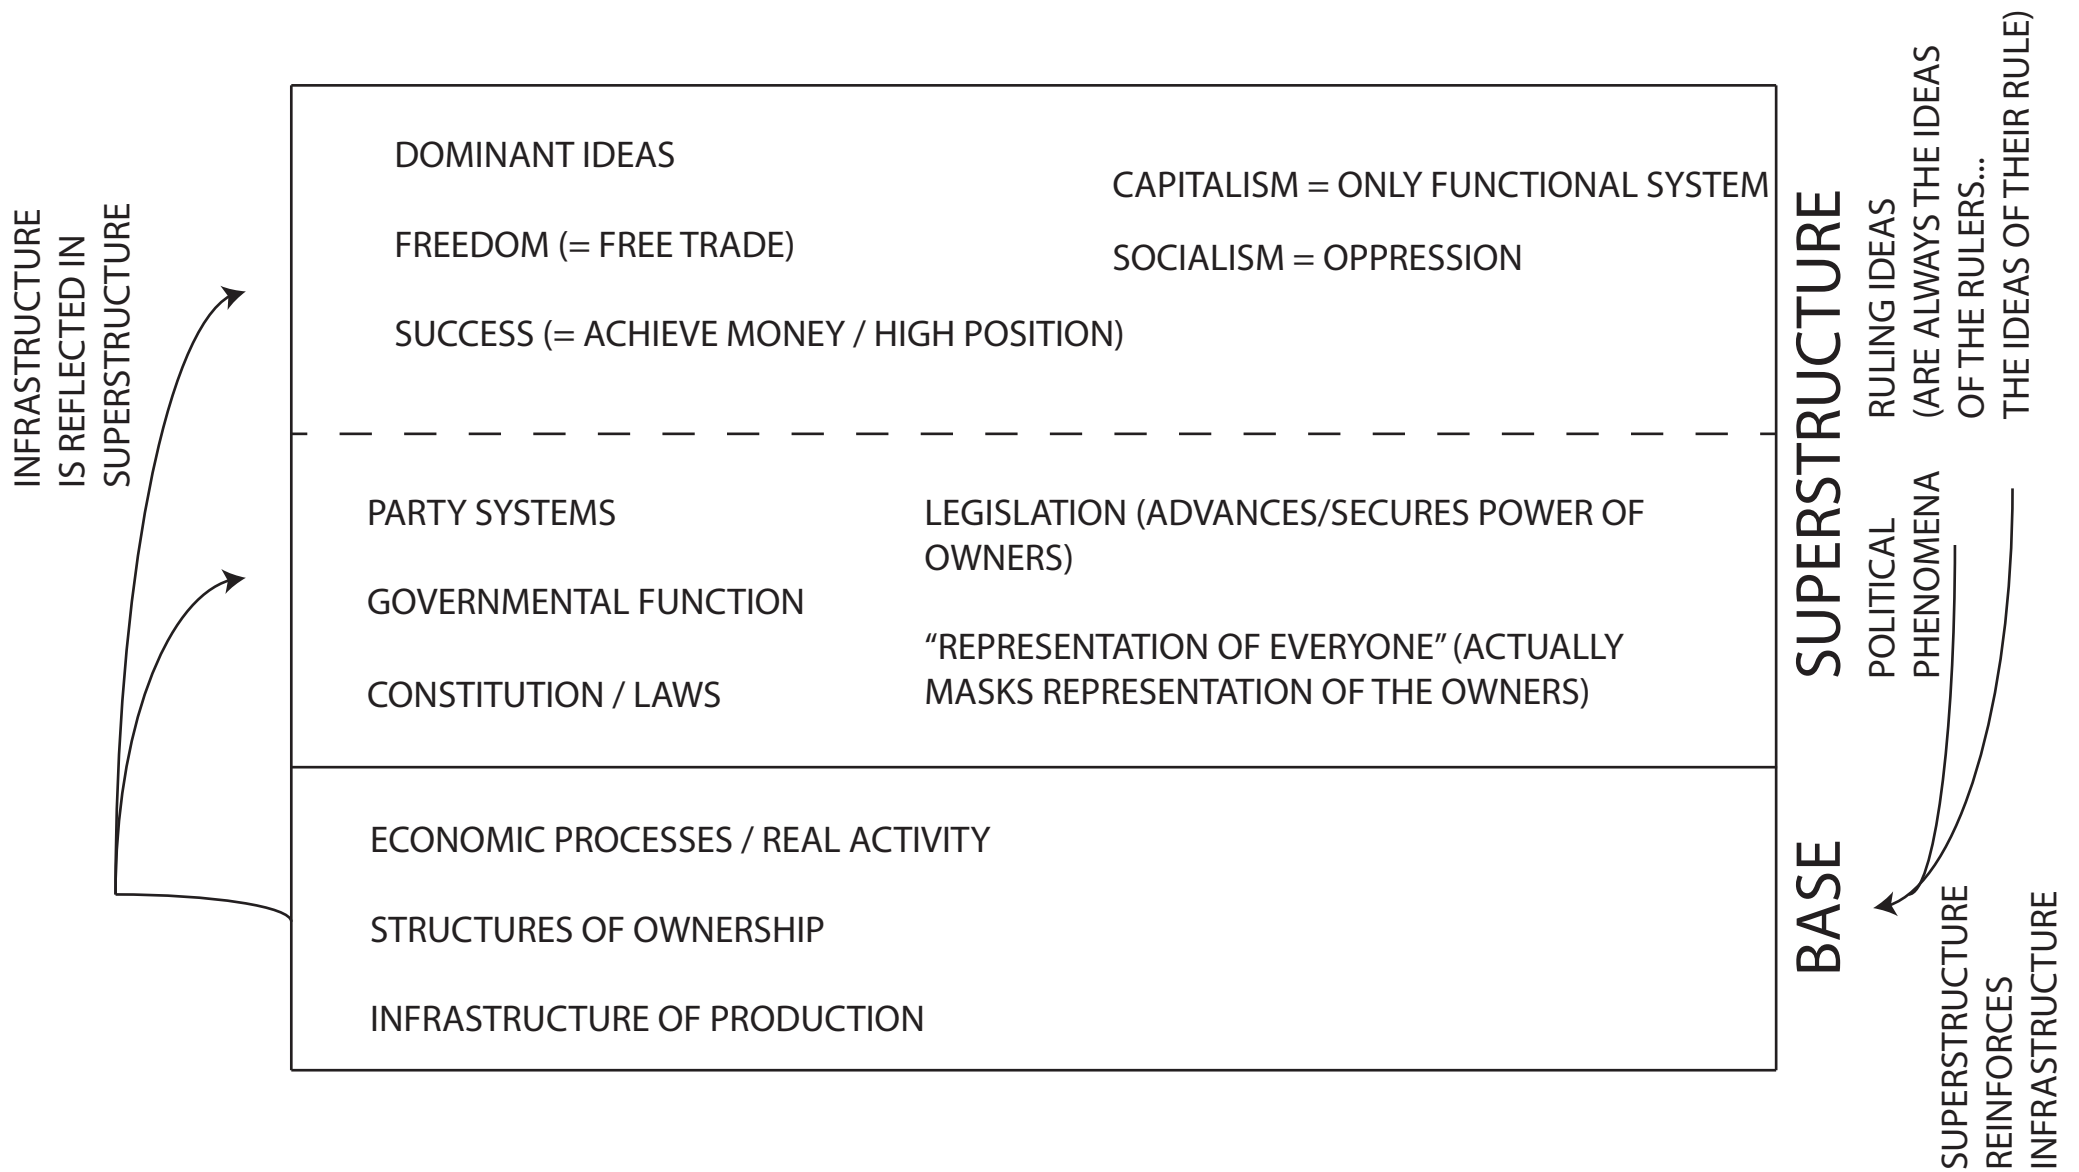 INFRASTRUCTURE
IS REFLECTED IN
SUPERSTRUCTURE
DOMINANT IDEAS
FREEDOM (= FREE TRADE)
SUCCESS (= ACHIEVE MONEY / HIGH POSITION)
CAPITALISM = ONLY FUNCTIONAL SYSTEM
SOCIALISM = OPPRESSION
PARTY SYSTEMS
GOVERNMENTAL FUNCTION
CONSTITUTION / LAWS
LEGISLATION (ADVANCES/SECURES POWER OF
OWNERS)
“REPRESENTATION OF EVERYONE” (ACTUALLY
MASKS REPRESENTATION OF THE OWNERS)
ECONOMIC PROCESSES / REAL ACTIVITY
STRUCTURES OF OWNERSHIP
INFRASTRUCTURE OF PRODUCTION
SUPERSTRUCTURE
RULING IDEAS
(ARE ALWAYS THE IDEAS
OF THE RULERS...
THE IDEAS OF THEIR RULE)
POLITICAL
PHENOMENA
BASE
SUPERSTRUCTURE
REINFORCES
INFRASTRUCTURE